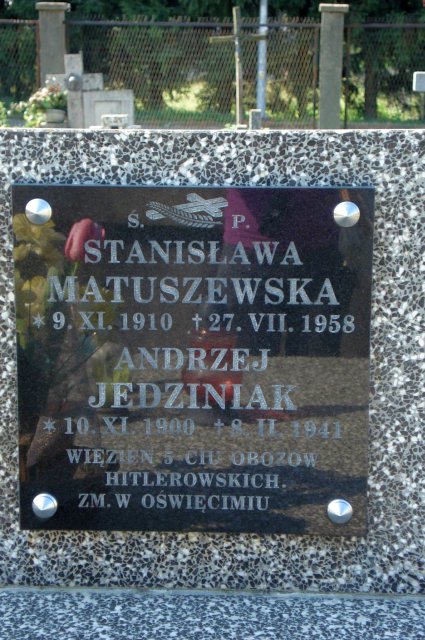 Ś. P.
STANISŁAWA
MATUSZEWSKA
* 9. XI. 1910 † 27. VII. 1958
ANDRZEJ
JEDZINIAK
* 10. XI. 1900 † 8. II. 1941
WIĘZIEŃ 5-CIU OBOZÓW
HITLEROWSKICH.
ZM. W OŚWIĘCIMIU